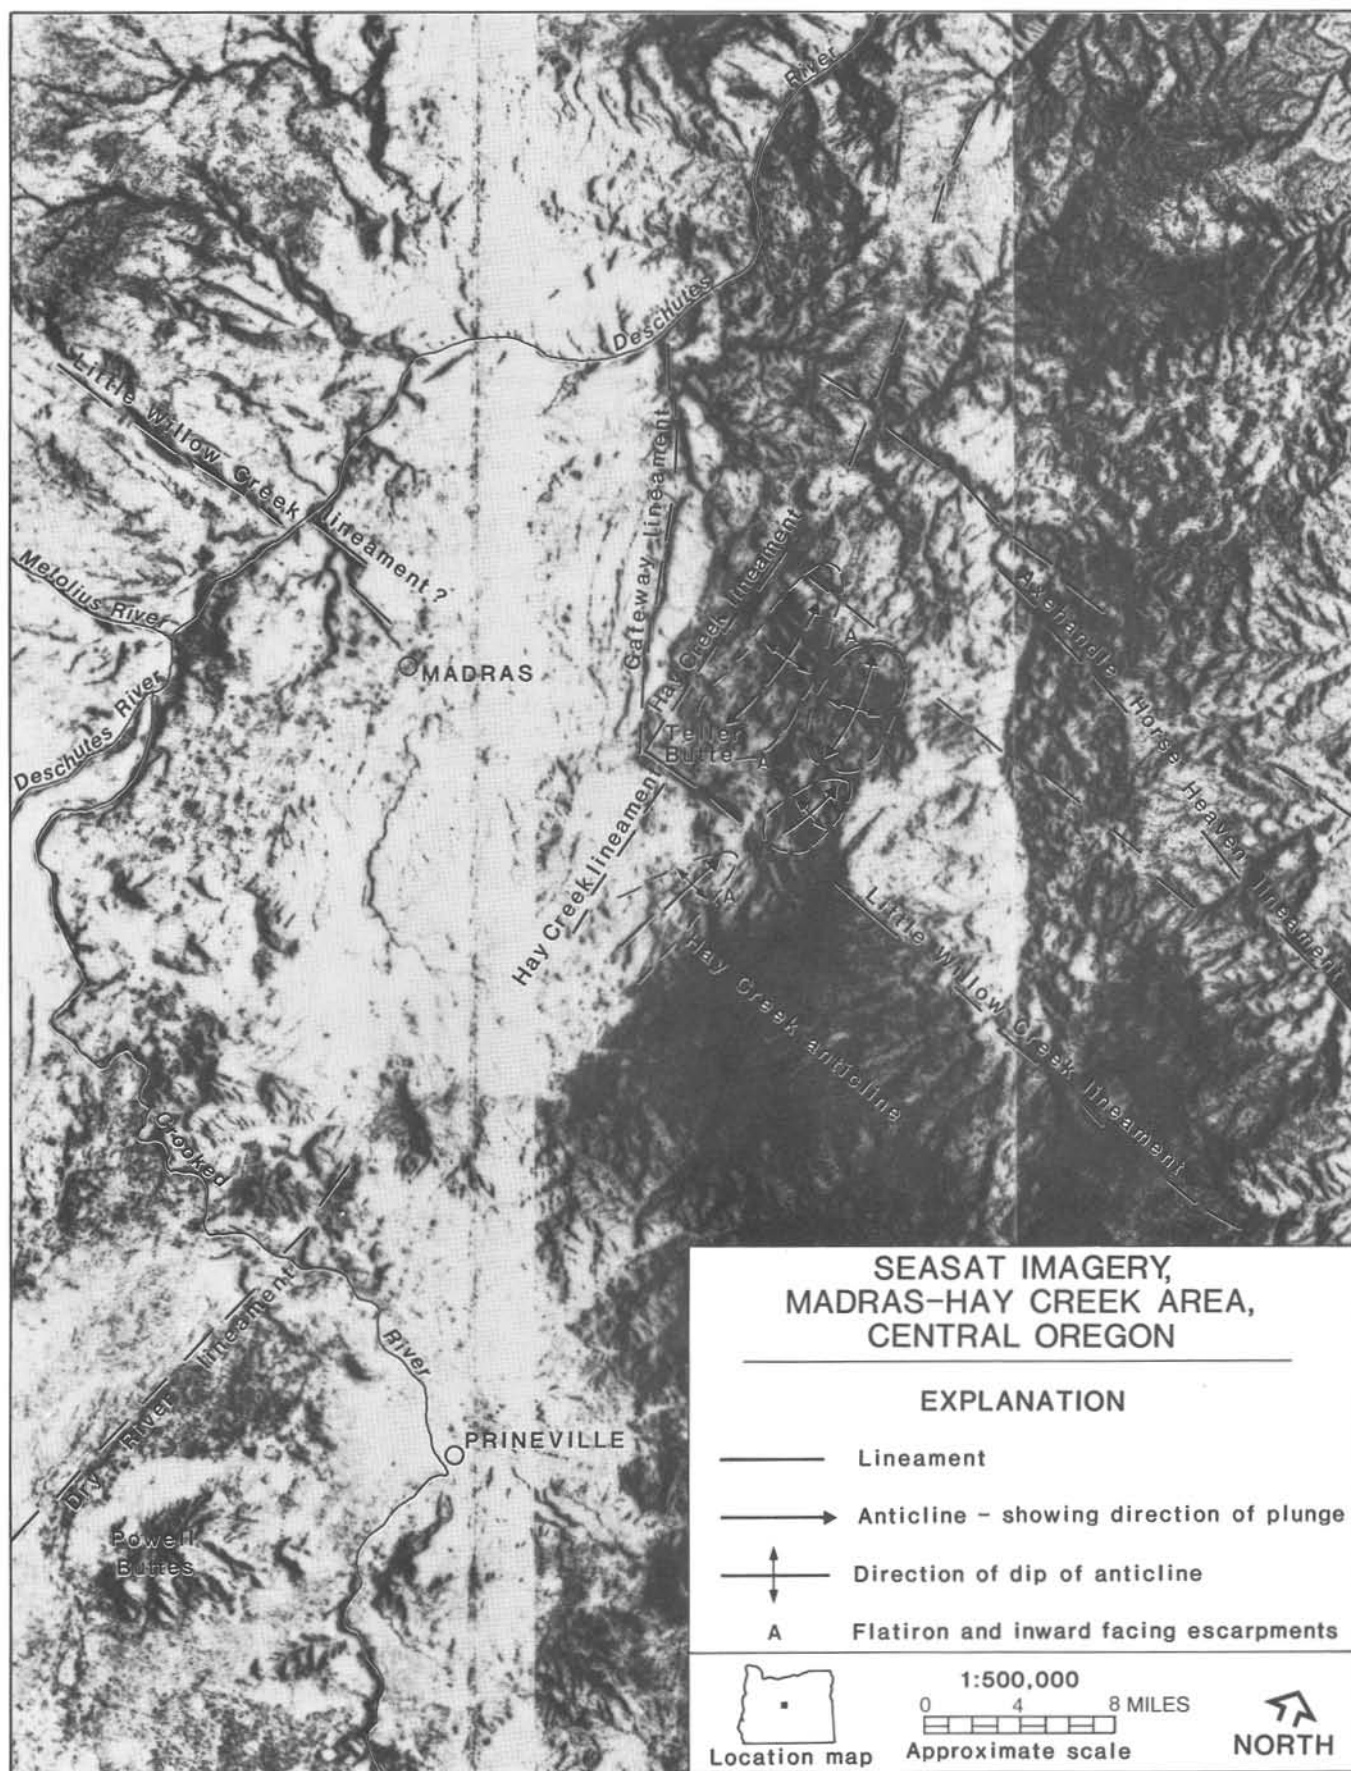 River
Deschutes
Little Willow Creek lineament ?
Metolius River
Deschutes River
MADRAS
Gateway lineament
Hay Creek lineament
A
Teller
Butte
A
Hay Creek lineament
A
Axehandle Horse Heaven lineament
Little Willow Creek lineament
Hay Creek anticline
Crooked
River
Dry River lineament
PRINEVILLE
Powell
Buttes
SEASAT IMAGERY,
MADRAS-HAY CREEK AREA,
CENTRAL OREGON
EXPLANATION
Lineament
Anticline - showing direction of plunge
Direction of dip of anticline
A Flatiron and inward facing escarpments
1:500,000
0 4 8 MILES
Approximate scale
Location map
NORTH